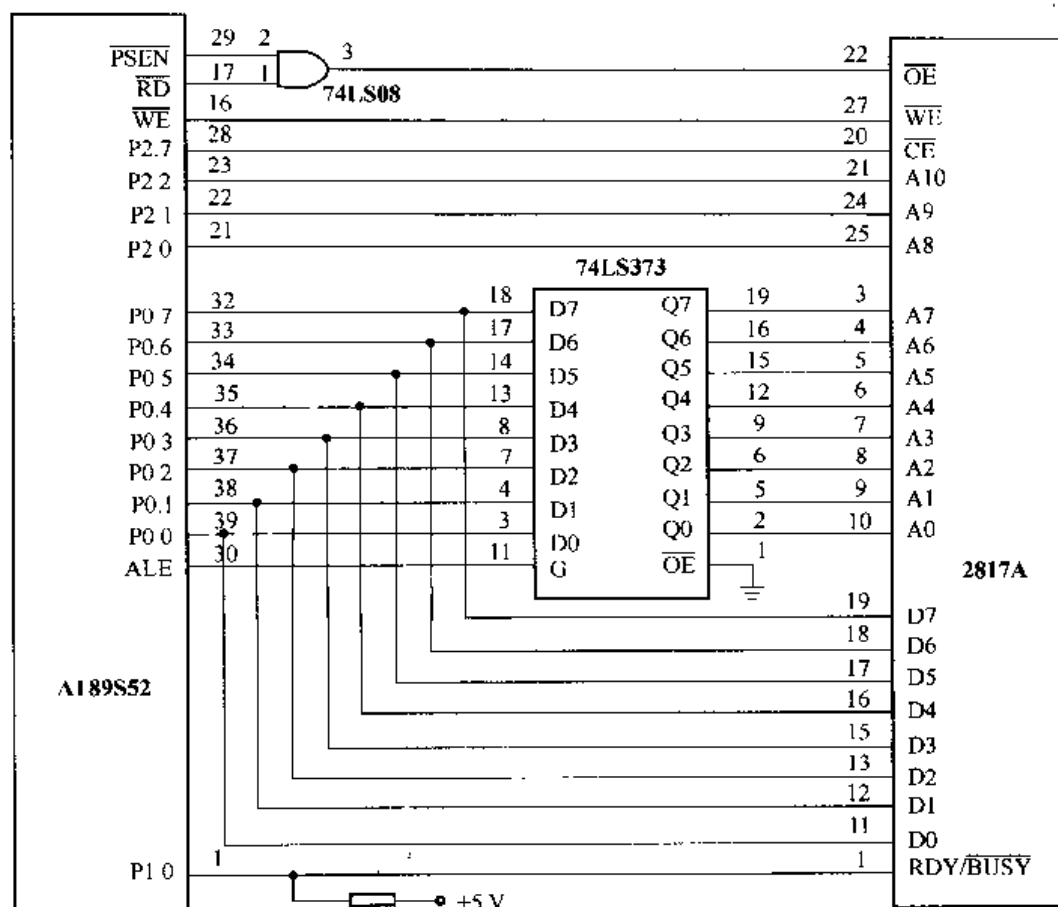 PSEN 29 2 3 22 OE
RD 17 1
74LS08
WE 16 27 WE
P2.7 28 20 CE
P2 2 23 21 A10
P2 1 22 24 A9
P2 0 21 25 A8
74LS373
P0 7 32 18 D7 Q7 19 3 A7
P0.6 33 17 D6 Q6 16 4 A6
P0 5 34 14 D5 Q5 15 5 A5
P0.4 35 13 D4 Q4 12 6 A4
P0 3 36 8 D3 Q3 9 7 A3
P0 2 37 7 D2 Q2 6 8 A2
P0.1 38 4 D1 Q1 5 9 A1
P0 0 39 3 D0 Q0 2 10 A0
ALE 30 11 G OE 1
2817A
19 D7
18 D6
17 D5
A189S52
16 D4
15 D3
13 D2
12 D1
11 D0
P1 0 1 1 RDY/BUSY
+5 V